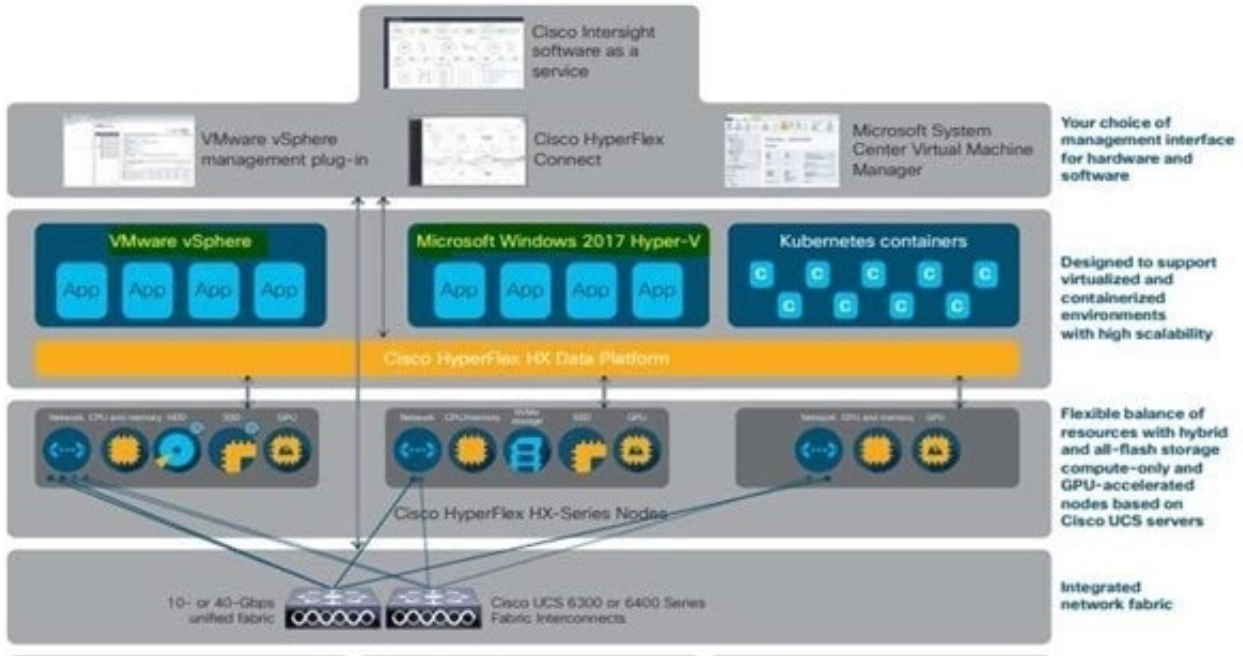 Cisco Intersight
software as a
service
VMware vSphere
management plug-in
Cisco HyperFlex
Connect
Microsoft System
Center Virtual Machine
Manager
Your choice of
management interface
for hardware and
software
VMware vSphere
App App App App
Microsoft Windows 2017 Hyper-V
App App App App
Kubernetes containers
C C C C C
C C C C
Designed to support
virtualized and
containerized
environments
with high scalability
Cisco HyperFlex HX Data Platform
Network CPU and memory HDD SSD GPU
Network CPU/memory NVMe storage SSD GPU
Network CPU and memory GPU
Flexible balance of
resources with hybrid
and all-flash storage
compute-only and
GPU-accelerated
nodes based on
Cisco UCS servers
Cisco HyperFlex HX-Series Nodes
10- or 40-Gbps
unified fabric
Cisco UCS 6300 or 6400 Series
Fabric Interconnects
Integrated
network fabric